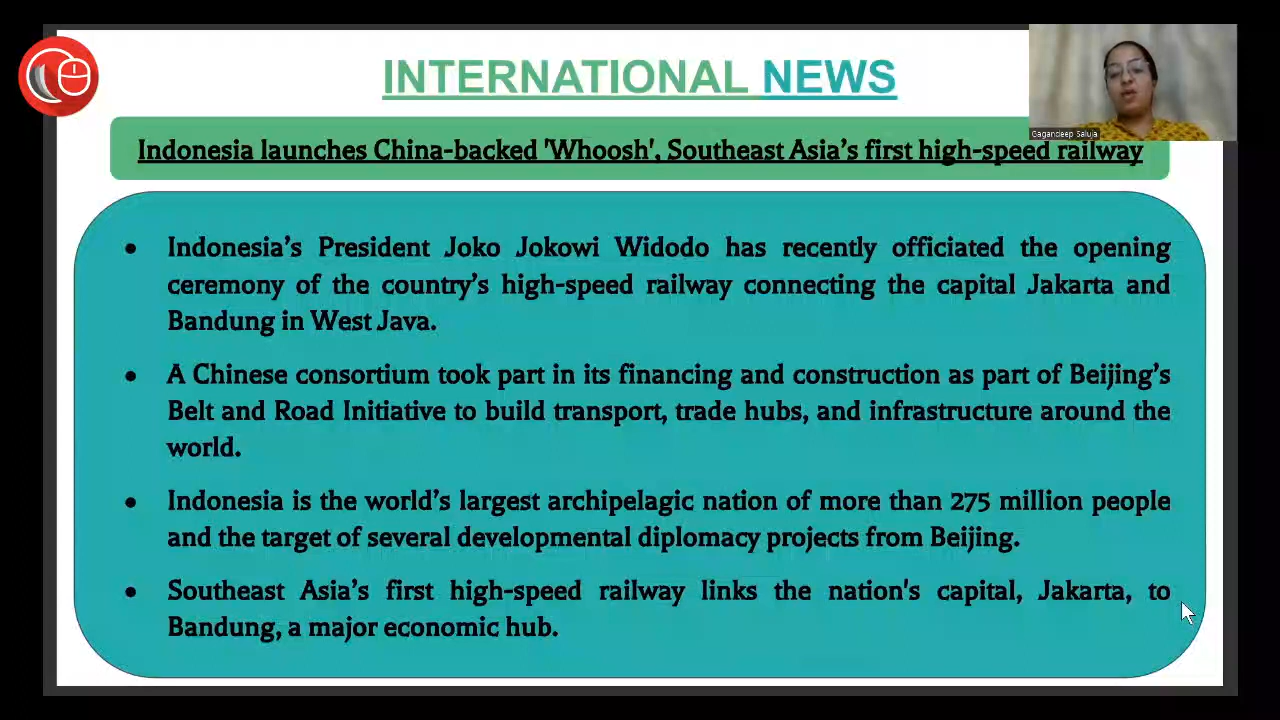 INTERNATIONAL NEWS
Gagandeep Saluja
Indonesia launches China-backed 'Whoosh', Southeast Asia’s first high-speed railway
• Indonesia’s President Joko Jokowi Widodo has recently officiated the opening
ceremony of the country’s high-speed railway connecting the capital Jakarta and
Bandung in West Java.
• A Chinese consortium took part in its financing and construction as part of Beijing’s
Belt and Road Initiative to build transport, trade hubs, and infrastructure around the
world.
• Indonesia is the world’s largest archipelagic nation of more than 275 million people
and the target of several developmental diplomacy projects from Beijing.
• Southeast Asia’s first high-speed railway links the nation's capital, Jakarta, to
Bandung, a major economic hub.